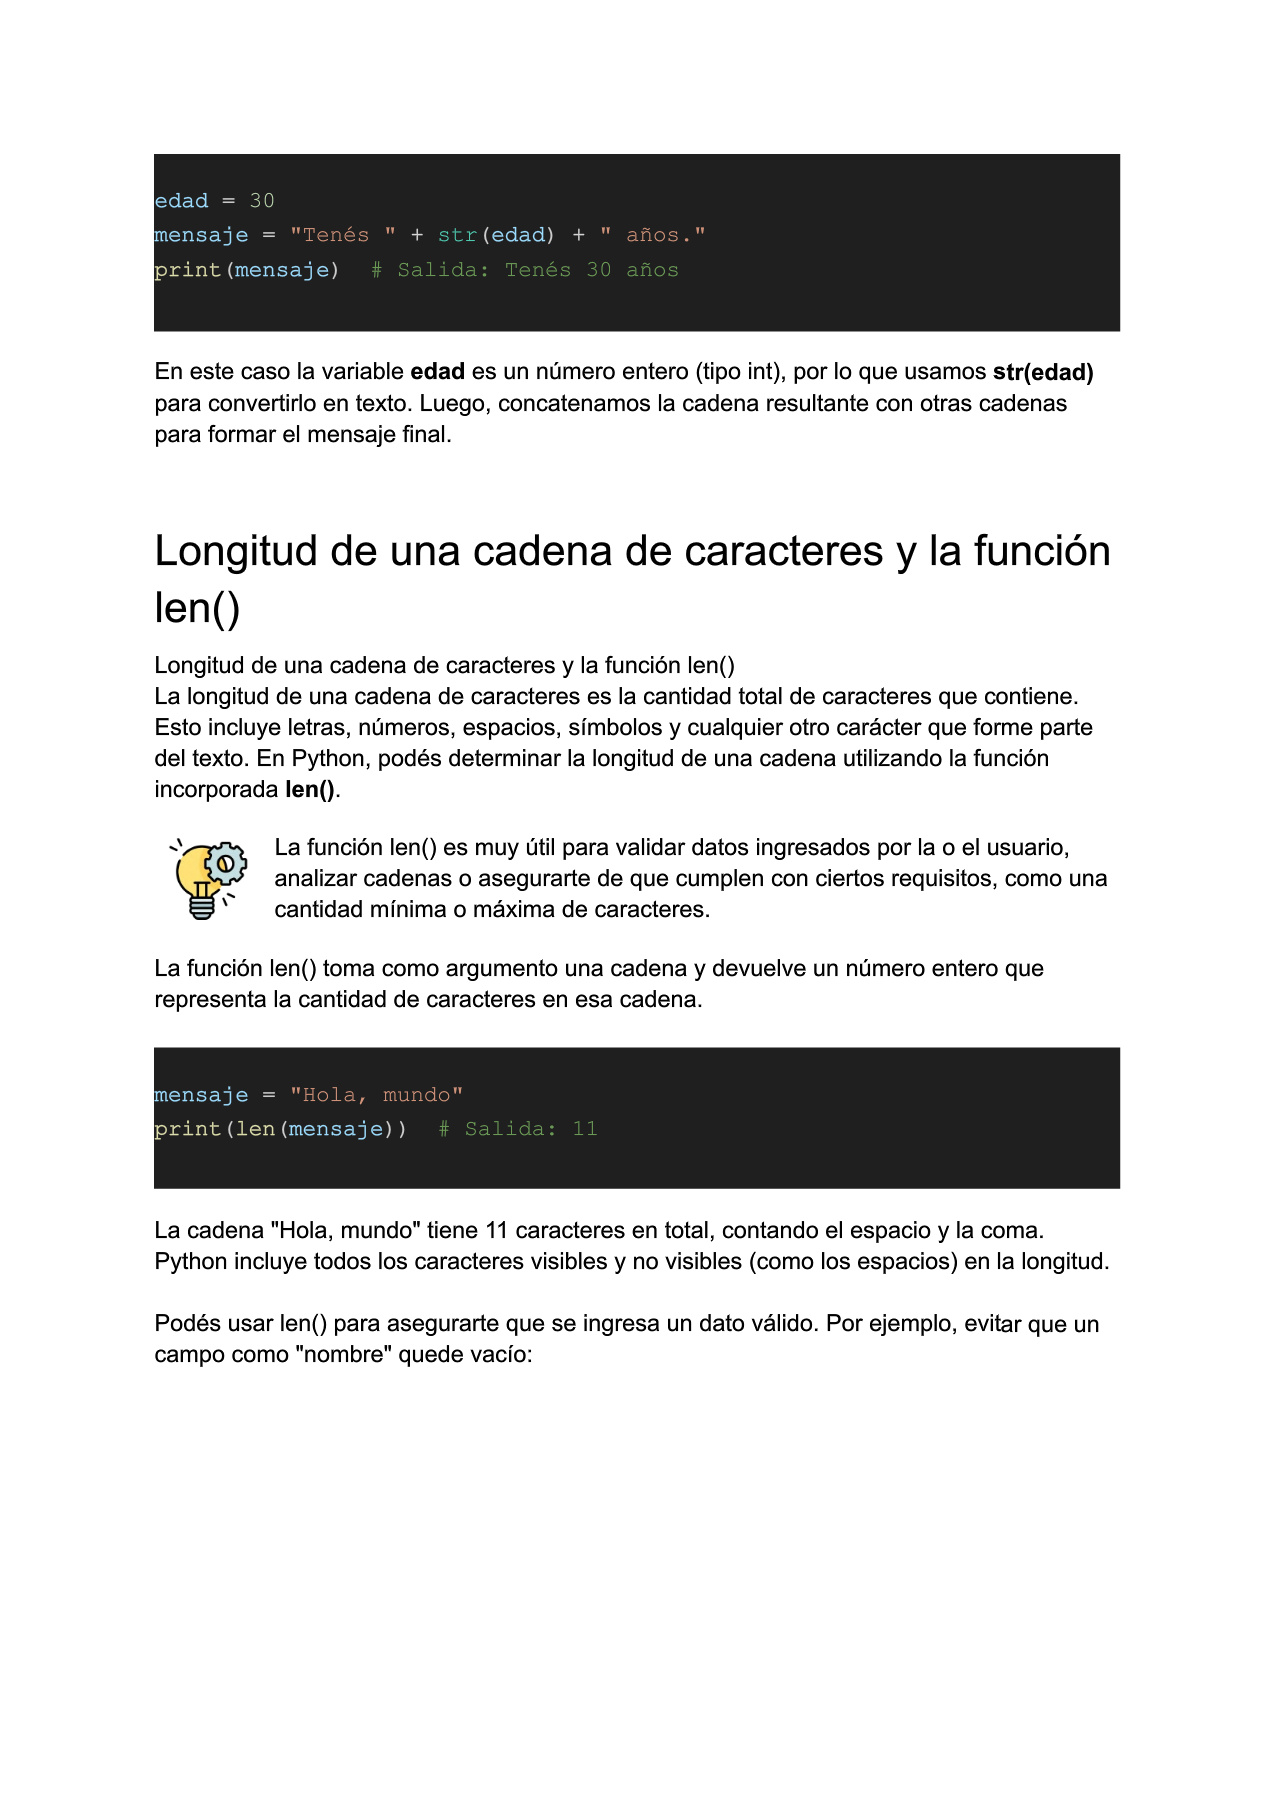 edad = 30
mensaje = "Tenés " + str(edad) + " años."
print(mensaje)  # Salida: Tenés 30 años
En este caso la variable edad es un número entero (tipo int), por lo que usamos str(edad)
para convertirlo en texto. Luego, concatenamos la cadena resultante con otras cadenas
para formar el mensaje final.
Longitud de una cadena de caracteres y la función
len()
Longitud de una cadena de caracteres y la función len()
La longitud de una cadena de caracteres es la cantidad total de caracteres que contiene.
Esto incluye letras, números, espacios, símbolos y cualquier otro carácter que forme parte
del texto. En Python, podés determinar la longitud de una cadena utilizando la función
incorporada len().
La función len() es muy útil para validar datos ingresados por la o el usuario,
analizar cadenas o asegurarte de que cumplen con ciertos requisitos, como una
cantidad mínima o máxima de caracteres.
La función len() toma como argumento una cadena y devuelve un número entero que
representa la cantidad de caracteres en esa cadena.
mensaje = "Hola, mundo"
print(len(mensaje))  # Salida: 11
La cadena "Hola, mundo" tiene 11 caracteres en total, contando el espacio y la coma.
Python incluye todos los caracteres visibles y no visibles (como los espacios) en la longitud.
Podés usar len() para asegurarte que se ingresa un dato válido. Por ejemplo, evitar que un
campo como "nombre" quede vacío: